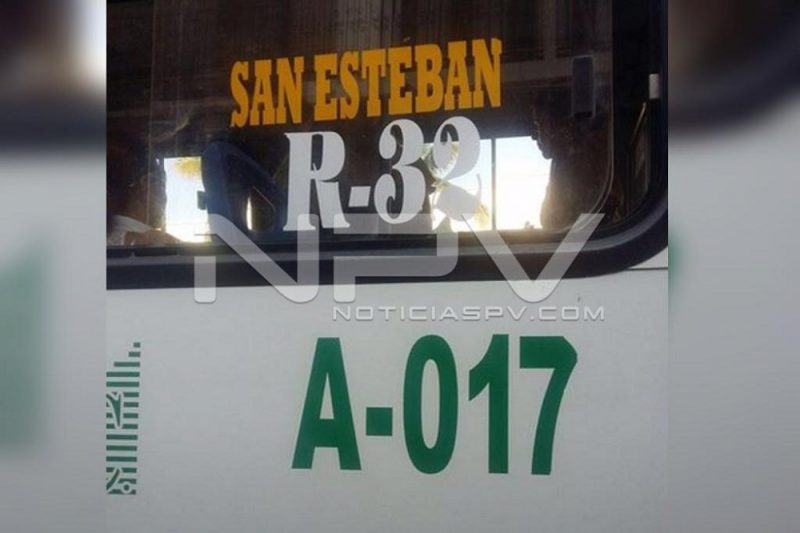 SAN ESTEBAN
R-32
NPV
NOTICIASPV.COM
A-017